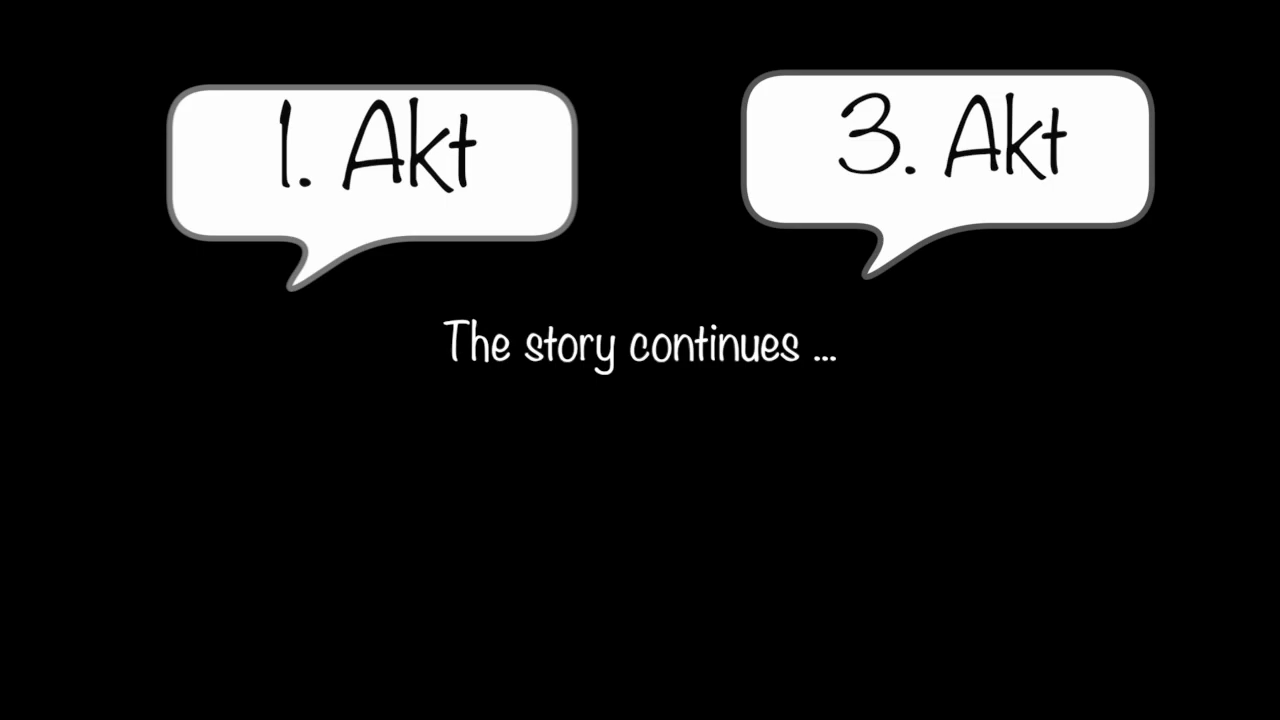 1. Akt
3. Akt
The story continues ...